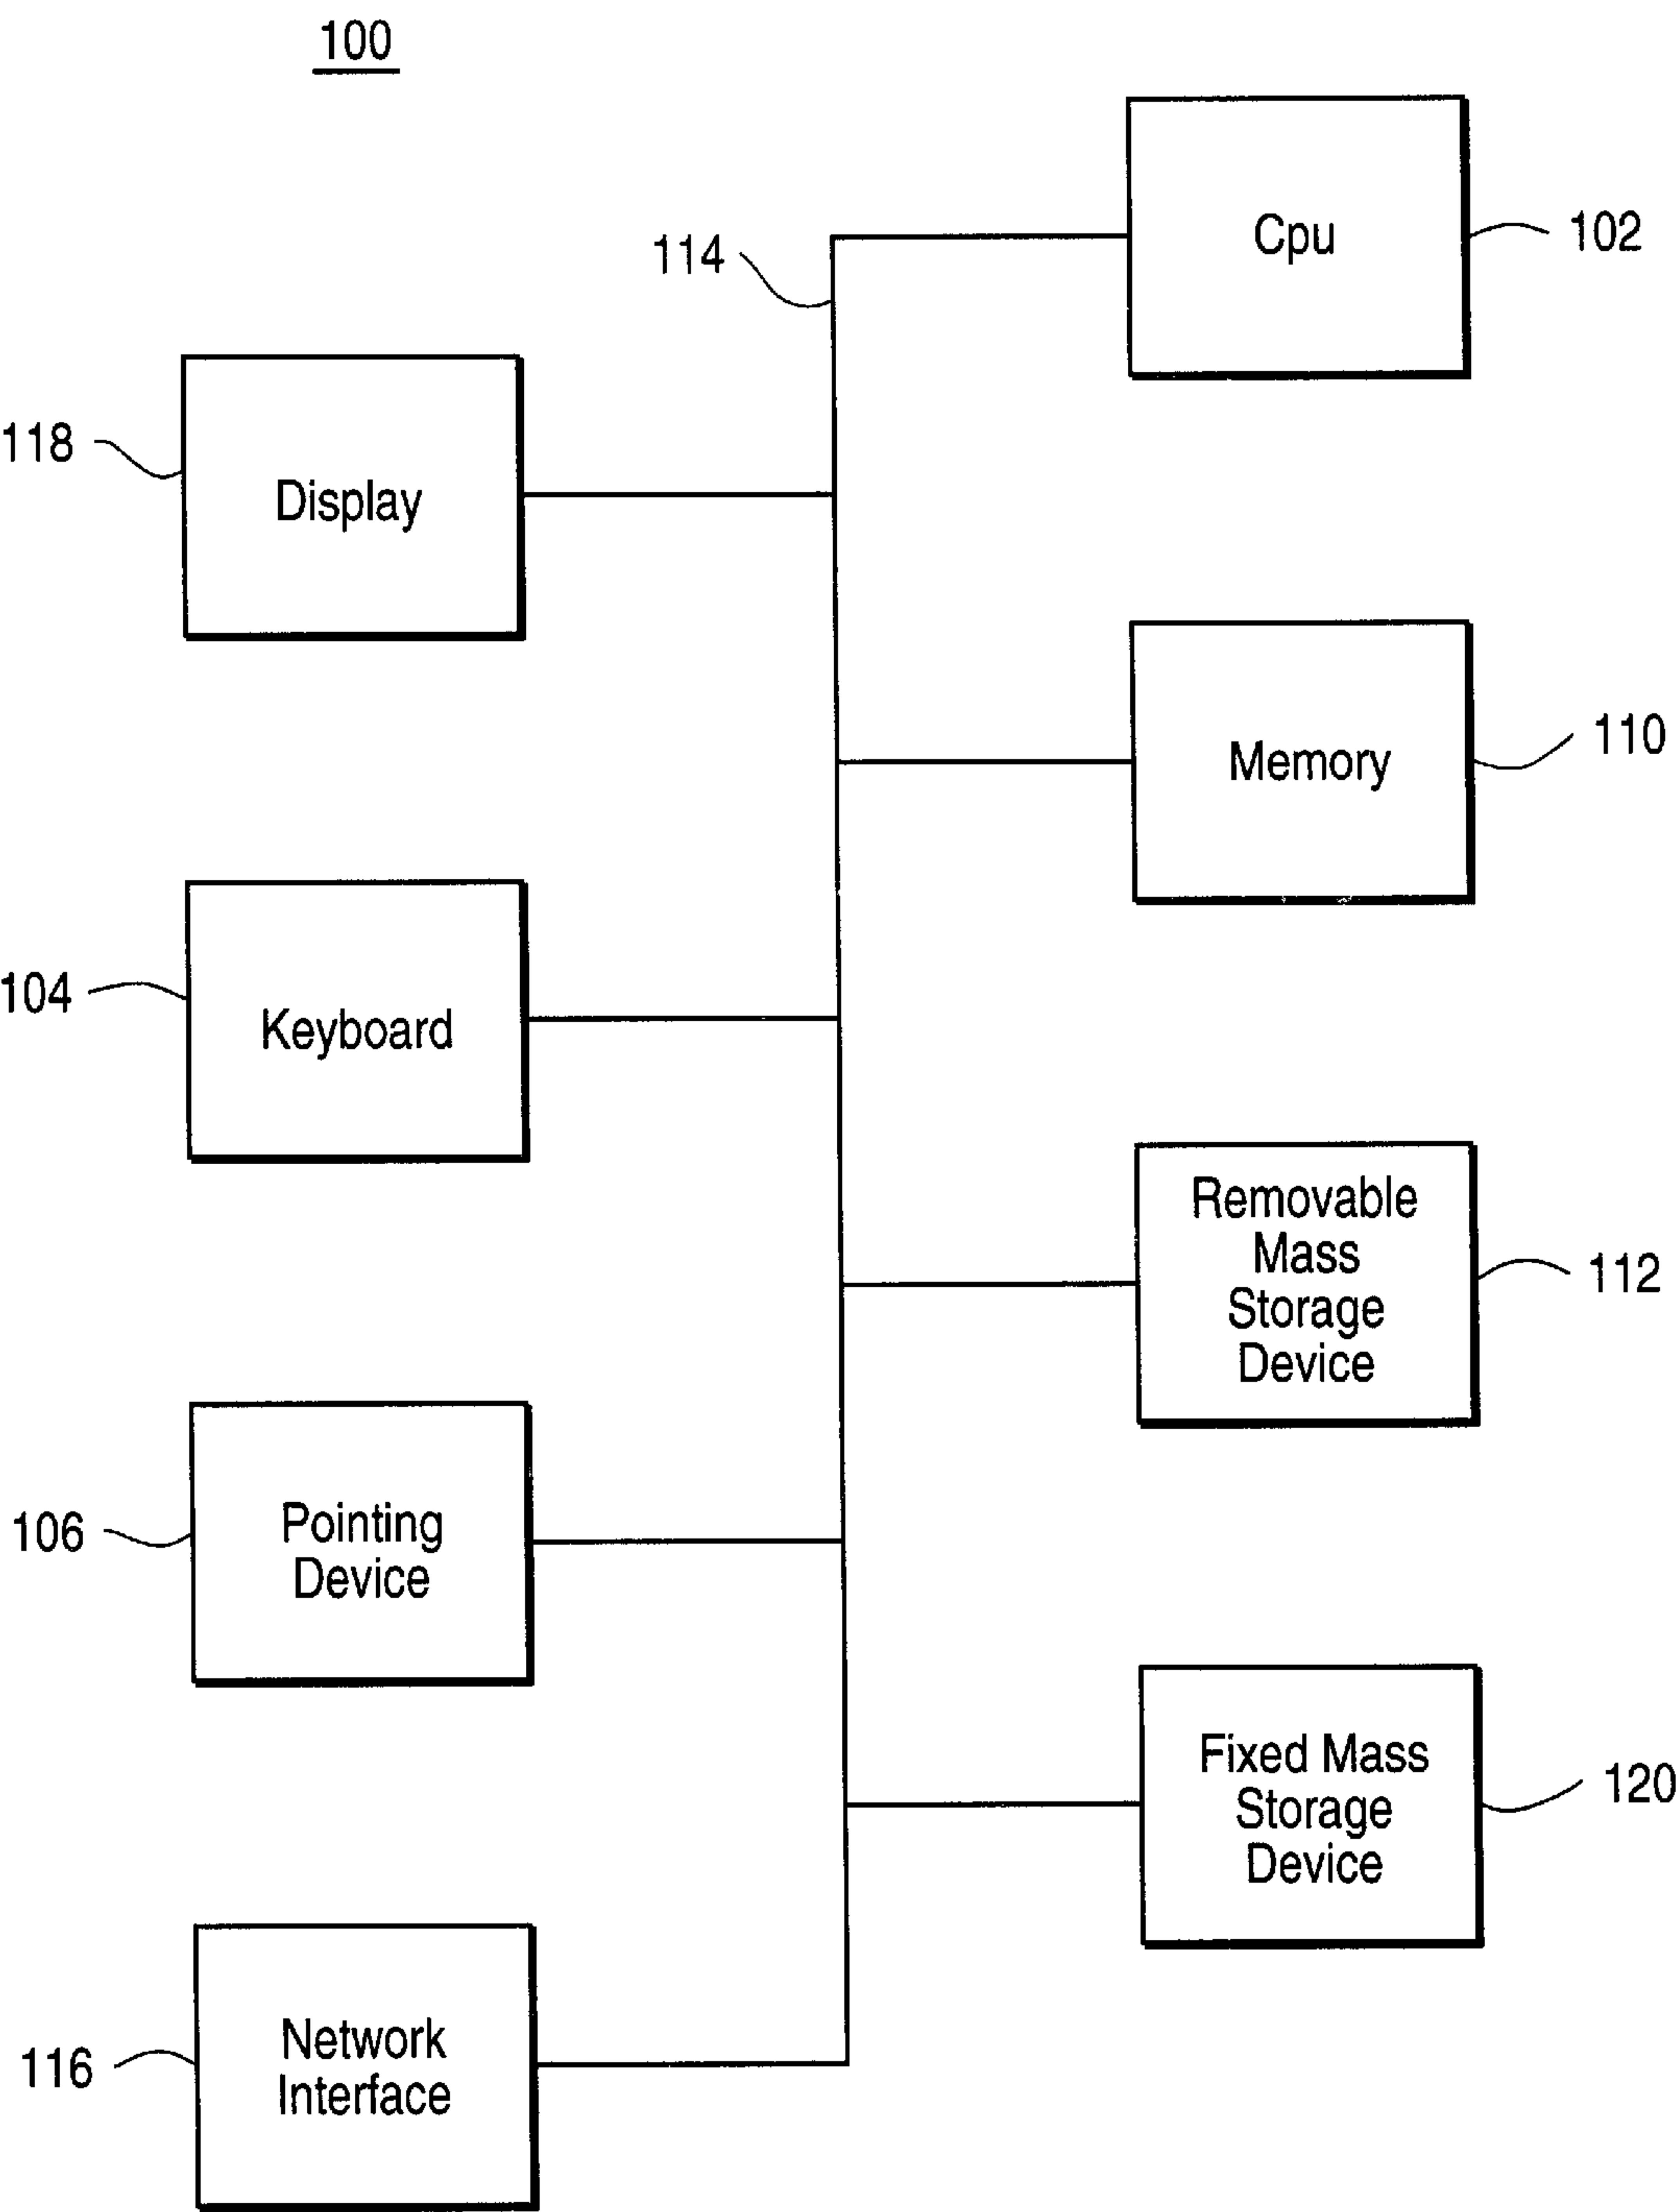 100
Cpu
102
114
118
Display
Memory
110
104
Keyboard
Removable
Mass
Storage
Device
112
106
Pointing
Device
Fixed Mass
Storage
Device
120
116
Network
Interface